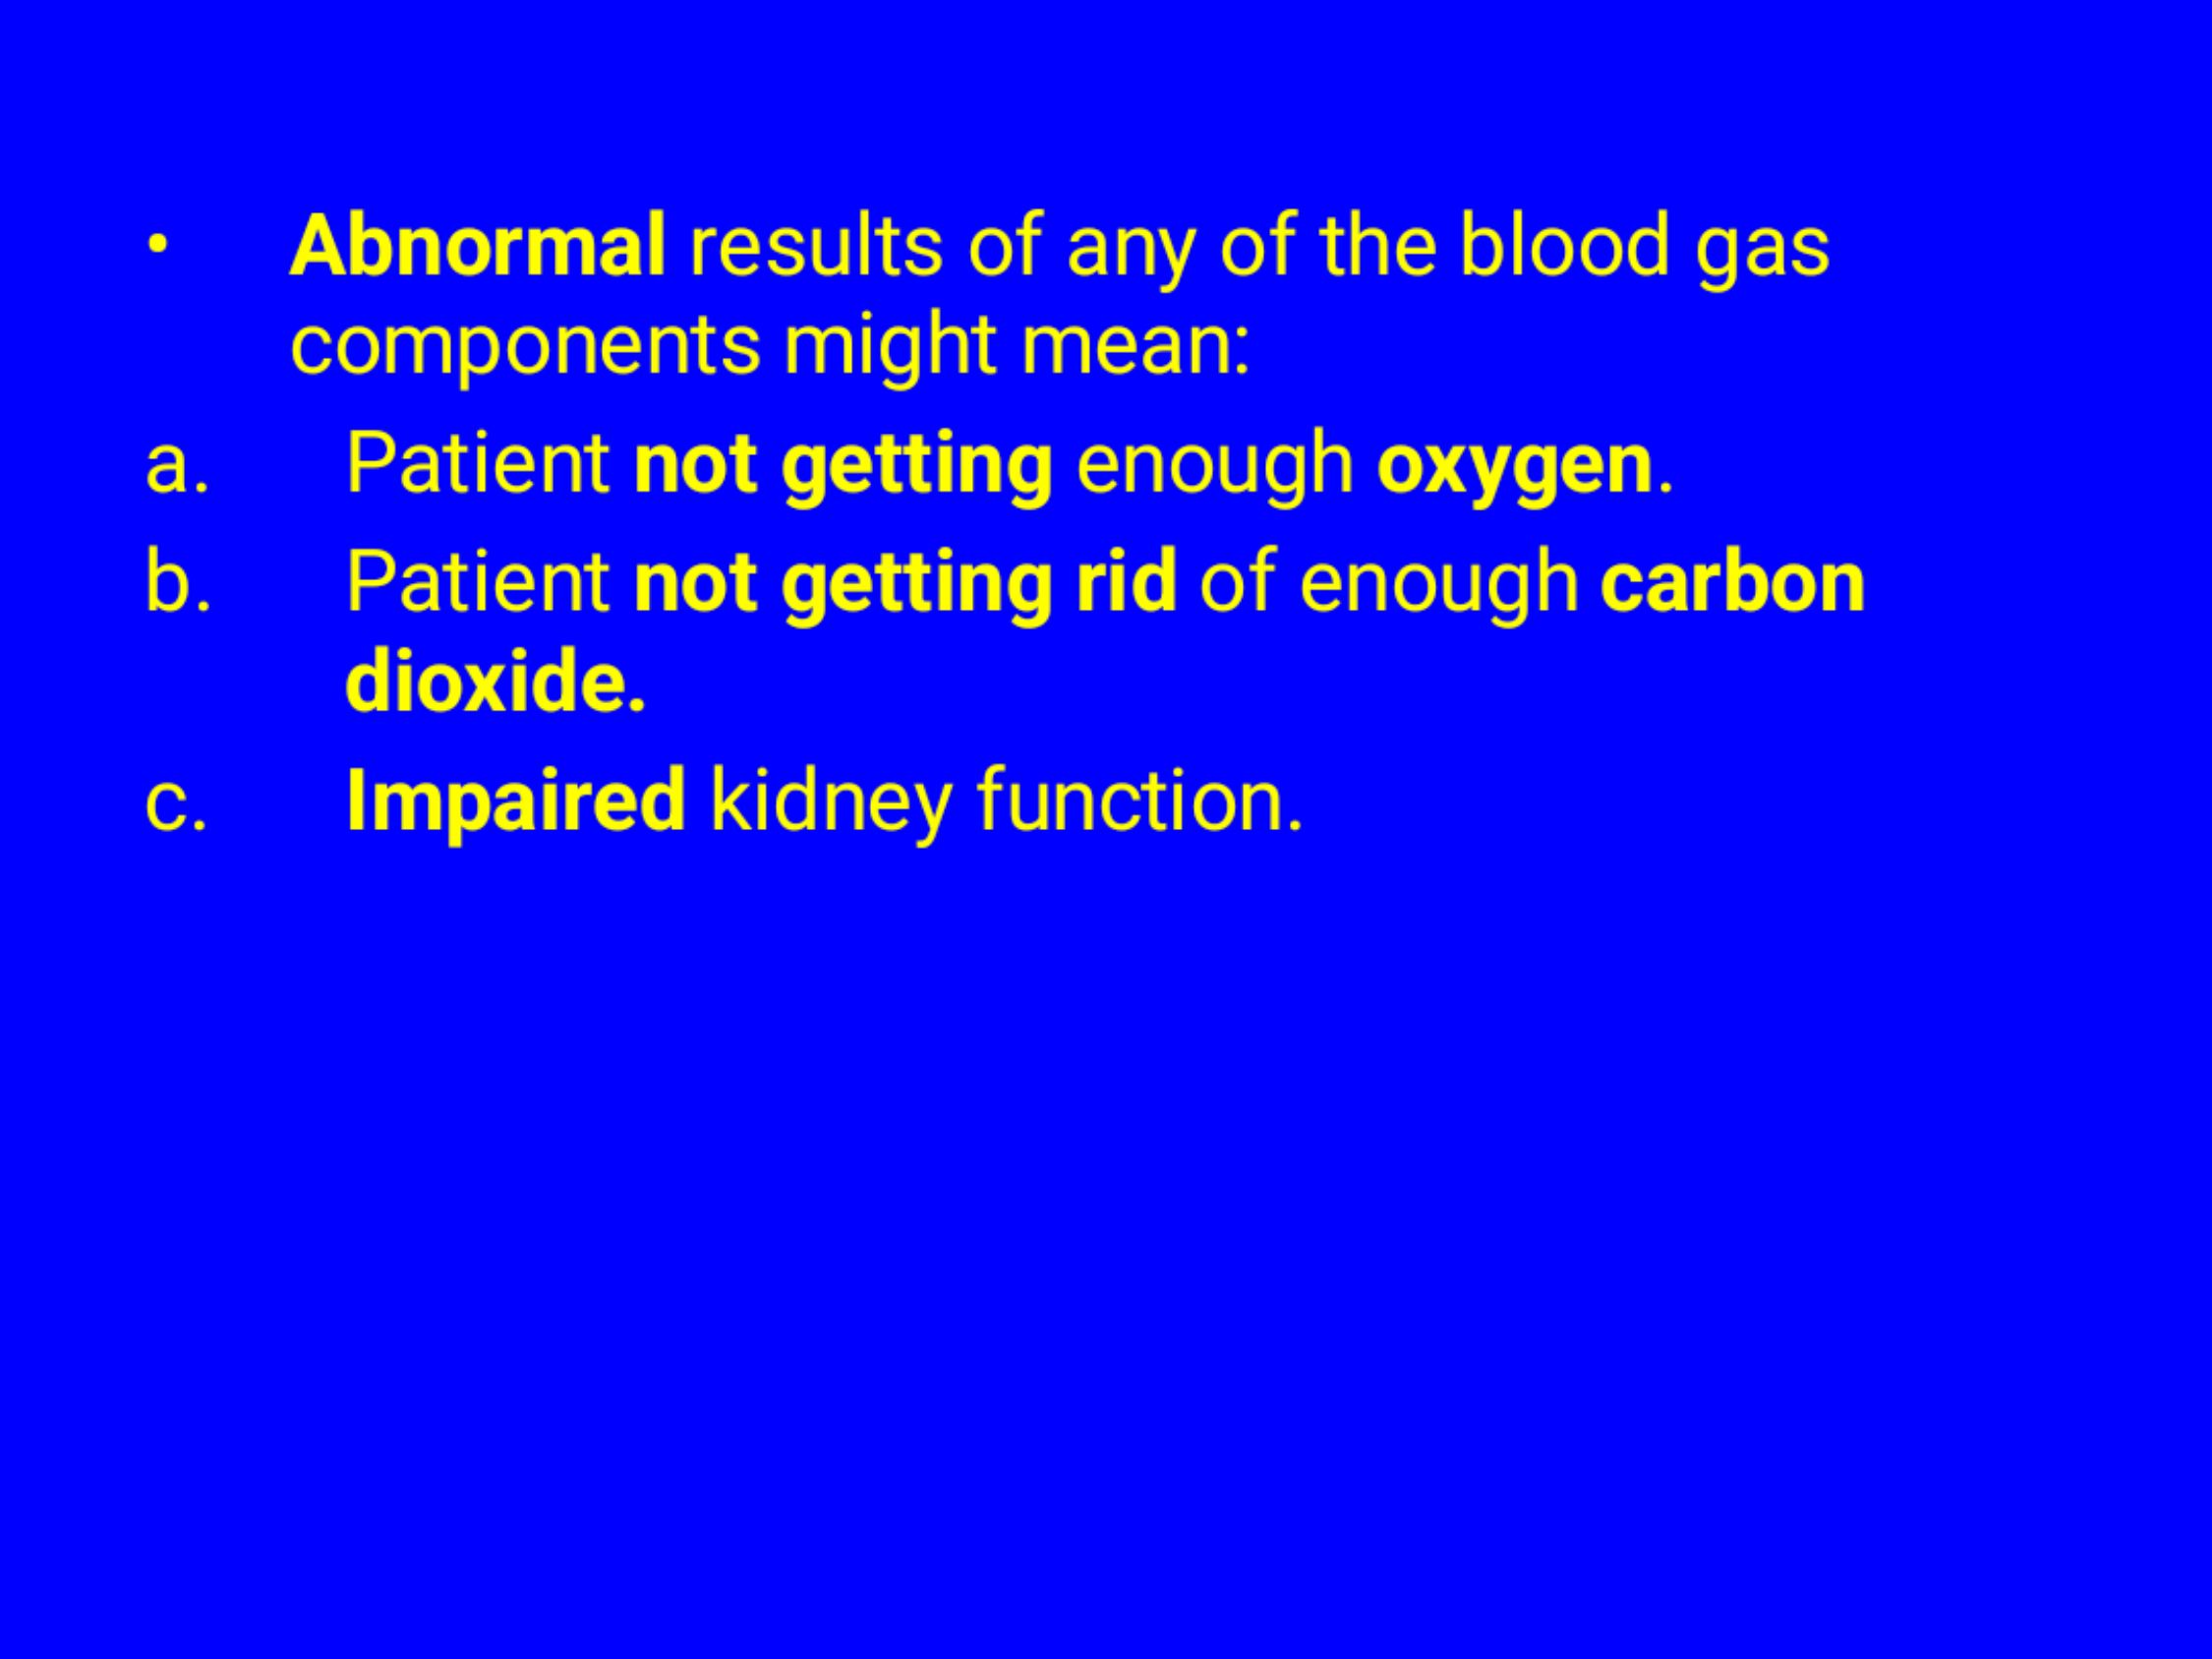 • Abnormal results of any of the blood gas
components might mean:
a. Patient not getting enough oxygen.
b. Patient not getting rid of enough carbon
dioxide.
c. Impaired kidney function.